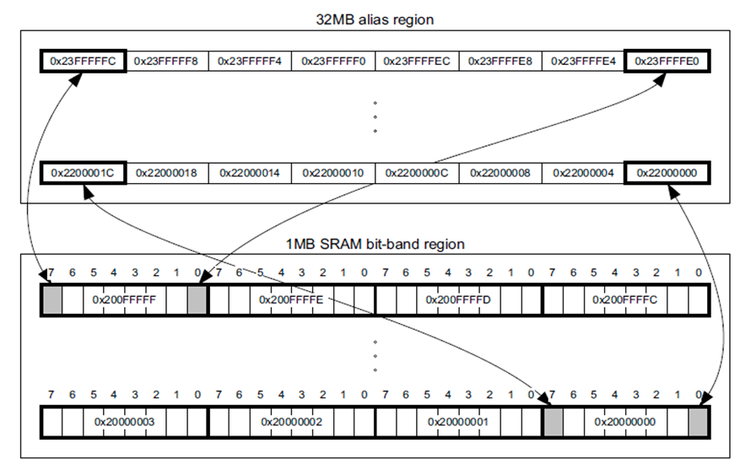 32MB alias region
0x23FFFFFC 0x23FFFFF8 0x23FFFFF4 0x23FFFFF0 0x23FFFFEC 0x23FFFFE8 0x23FFFFE4 0x23FFFFE0
0x2200001C 0x22000018 0x22000014 0x22000010 0x2200000C 0x22000008 0x22000004 0x22000000
1MB SRAM bit-band region
7 6 5 4 3 2 1 0 7 6 5 4 3 2 1 0 7 6 5 4 3 2 1 0 7 6 5 4 3 2 1 0
0x200FFFFF 0x200FFFFE 0x200FFFFD 0x200FFFFC
7 6 5 4 3 2 1 0 7 6 5 4 3 2 1 0 7 6 5 4 3 2 1 0 7 6 5 4 3 2 1 0
0x20000003 0x20000002 0x20000001 0x20000000